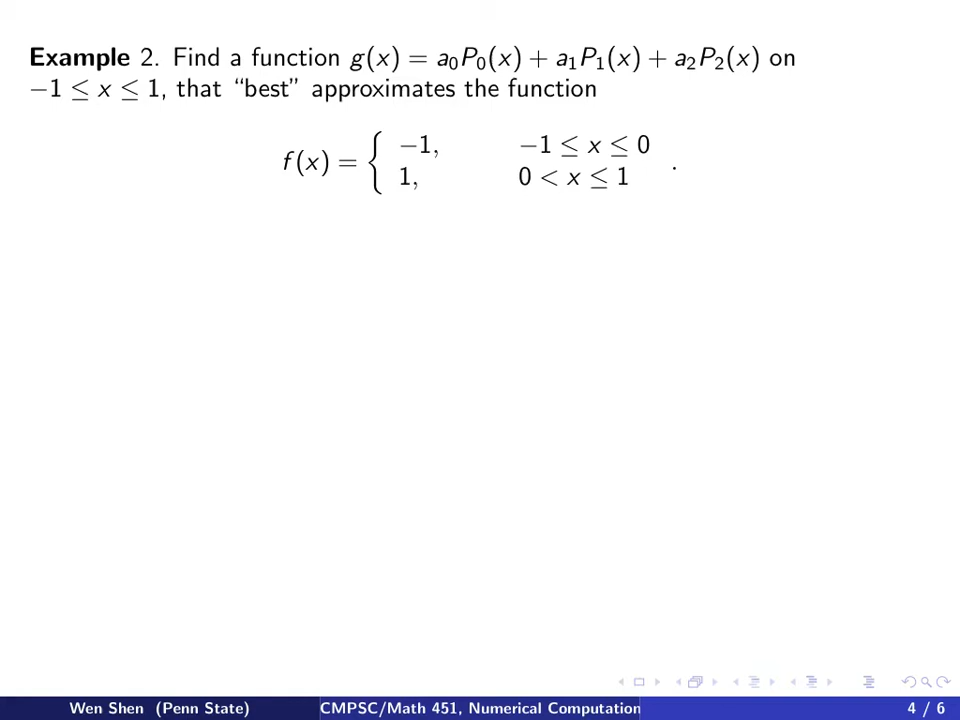 Example 2. Find a function g(x) = a₀P₀(x) + a₁P₁(x) + a₂P₂(x) on
−1 ≤ x ≤ 1, that “best” approximates the function
f(x) = { −1, −1 ≤ x ≤ 0
1, 0 < x ≤ 1 .
Wen Shen (Penn State) CMPSC/Math 451, Numerical Computation 4 / 6